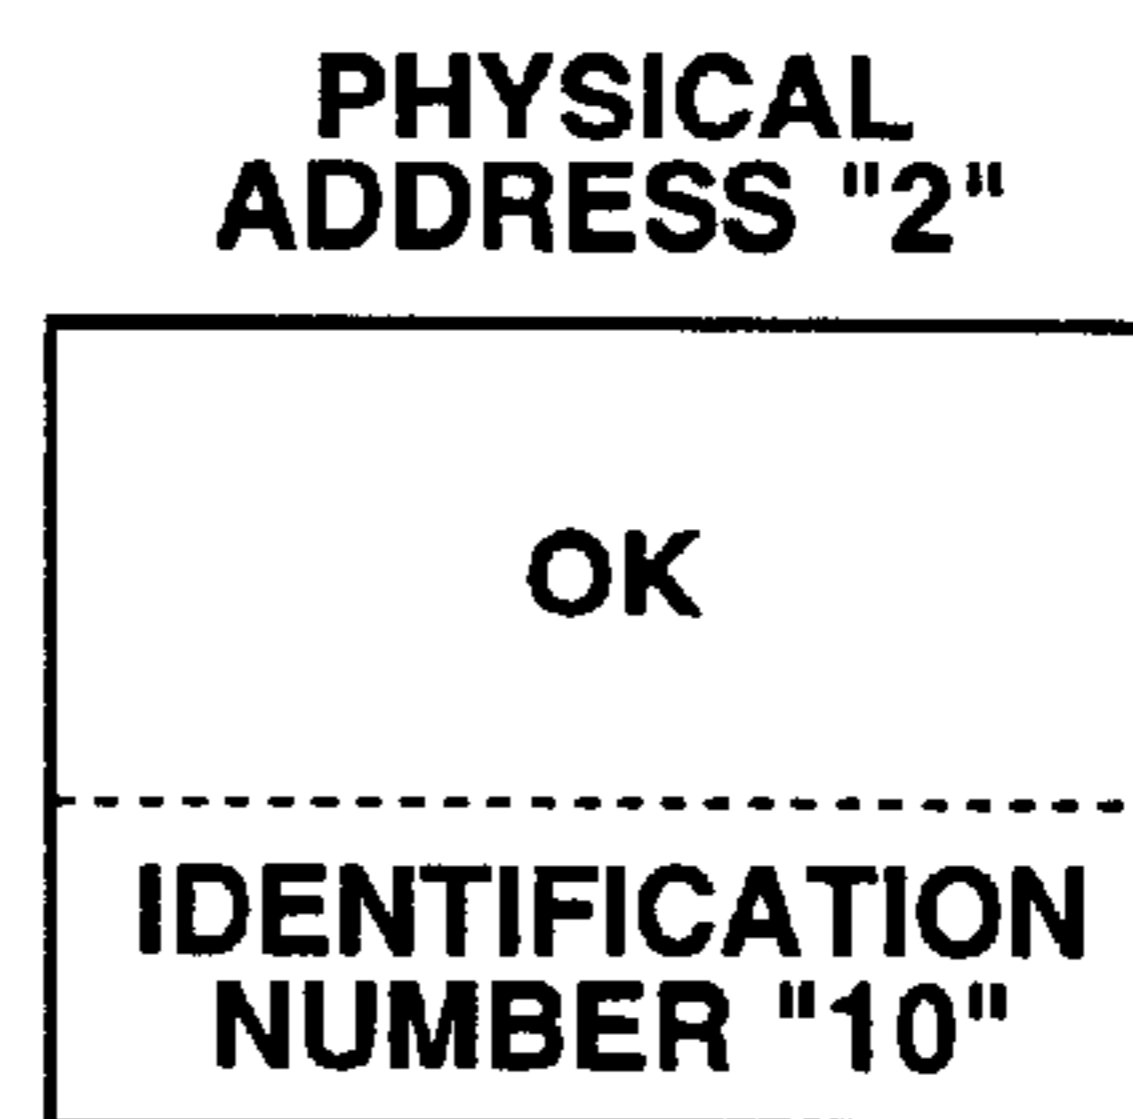 PHYSICAL
ADDRESS "2"
OK
IDENTIFICATION
NUMBER "10"